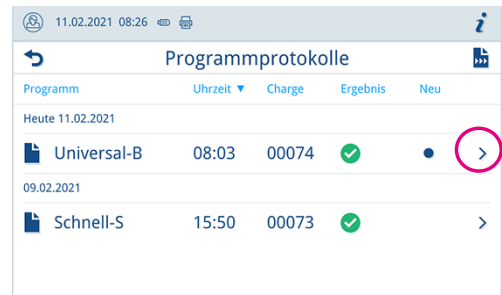 11.02.2021 08:26 i
Programmprotokolle
Programm Uhrzeit ▼ Charge Ergebnis Neu
Heute 11.02.2021
Universal-B 08:03 00074
09.02.2021
Schnell-S 15:50 00073